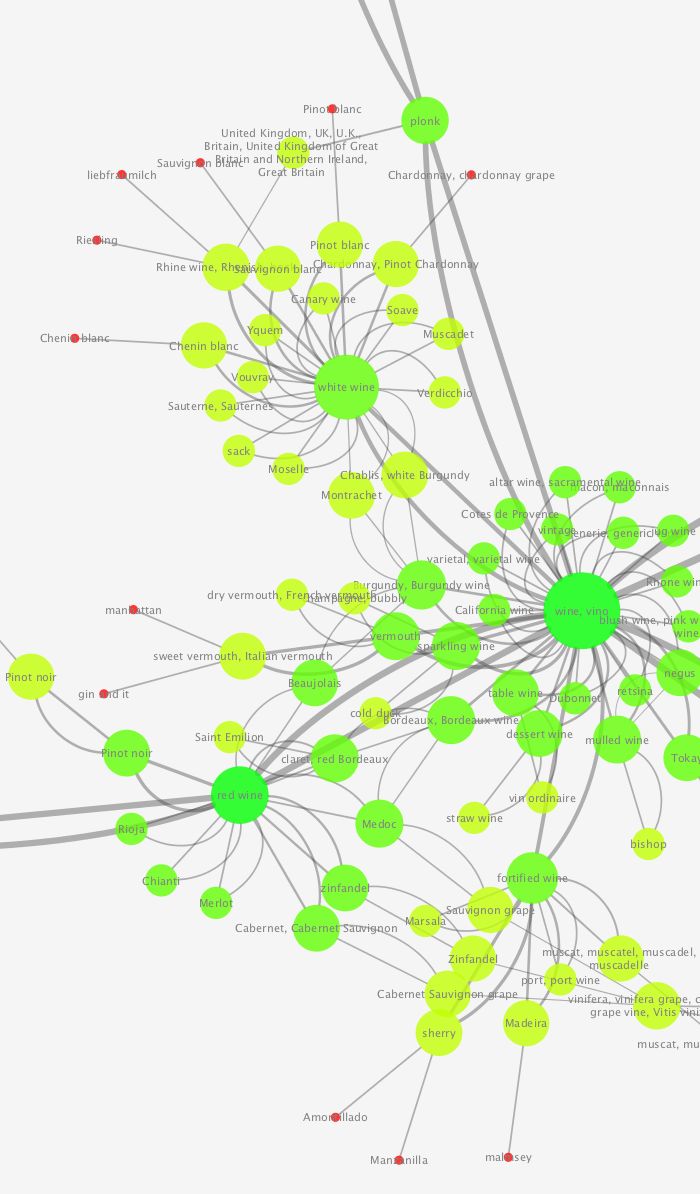 Pinot blanc
plonk
United Kingdom, UK, U.K.,
Britain, United Kingdom of Great
Britain and Northern Ireland,
Great Britain
Sauvignon blanc
liebfraumilch
Chardonnay, chardonnay grape
Riesling
Pinot blanc
Rhine wine,
Sauvignon blanc
Chardonnay, Pinot Chardonnay
Canary wine
Soave
Yquem
Muscadet
Chenin blanc
Chenin blanc
Vouvray
white wine
Verdicchio
Sauterne, Sauternes
sack
Moselle
Chablis, white Burgundy
Montrachet
altar wine, sacramental wine
maconnais
Cotes de Provence
vintage
generic
jug wine
varietal, varietal wine
Burgundy, Burgundy wine
Rhone
dry vermouth, French vermouth
bubbly
manhattan
California wine
wine, vino
blush wine, pink
wine
vermouth
sparkling wine
sweet vermouth, Italian vermouth
Pinot noir
Beaujolais
negus
gin and it
table wine
Dubonnet
retsina
cold duck
Bordeaux, Bordeaux wine
Saint Emilion
dessert wine
mulled wine
Pinot noir
claret, red Bordeaux
Tokay
red wine
vin ordinaire
straw wine
Medoc
Rioja
bishop
Chianti
zinfandel
fortified wine
Merlot
Sauvignon grape
Marsala
Cabernet, Cabernet Sauvignon
muscat, muscatel, muscadel,
muscadelle
Zinfandel
port, port wine
Cabernet Sauvignon grape
vinifera, vinifera grape,
grape vine, Vitis
Madeira
sherry
muscat,
Amontillado
Manzanilla
malmsey